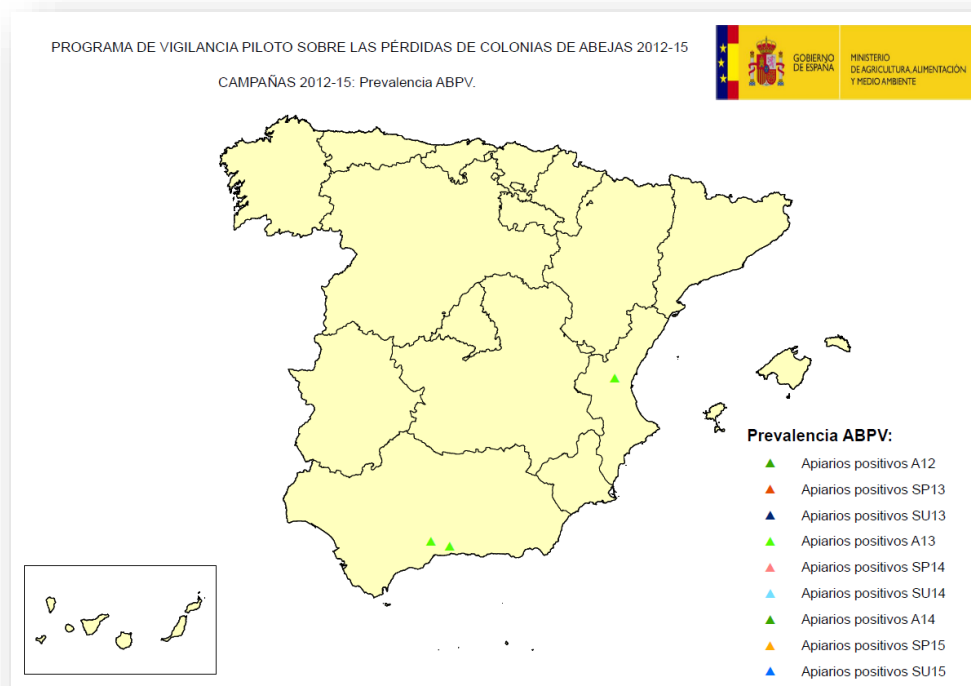 PROGRAMA DE VIGILANCIA PILOTO SOBRE LAS PÉRDIDAS DE COLONIAS DE ABEJAS 2012-15
CAMPAÑAS 2012-15: Prevalencia ABPV.
GOBIERNO
DE ESPAÑA
MINISTERIO
DE AGRICULTURA, ALIMENTACIÓN
Y MEDIO AMBIENTE
Prevalencia ABPV:
Apiarios positivos A12
Apiarios positivos SP13
Apiarios positivos SU13
Apiarios positivos A13
Apiarios positivos SP14
Apiarios positivos SU14
Apiarios positivos A14
Apiarios positivos SP15
Apiarios positivos SU15